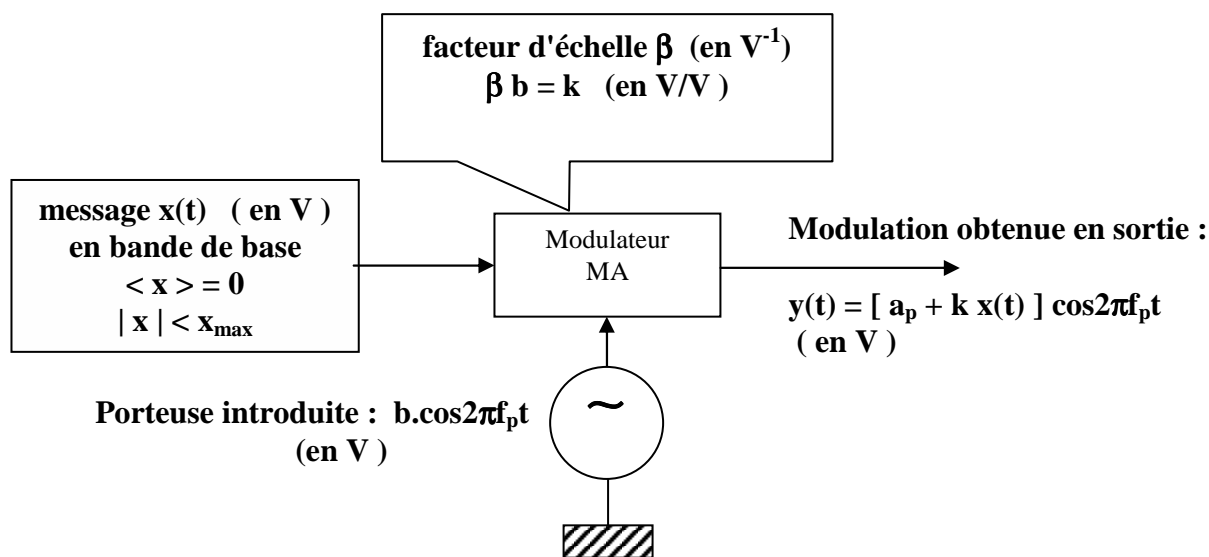 facteur d'échelle β (en V⁻¹)
β b = k (en V/V )
message x(t) ( en V )
en bande de base
< x > = 0
| x | < xₘₐₓ
Modulateur
MA
Modulation obtenue en sortie :
y(t) = [ aₚ + k x(t) ] cos2πfₚt
( en V )
Porteuse introduite : b.cos2πfₚt
(en V )
~